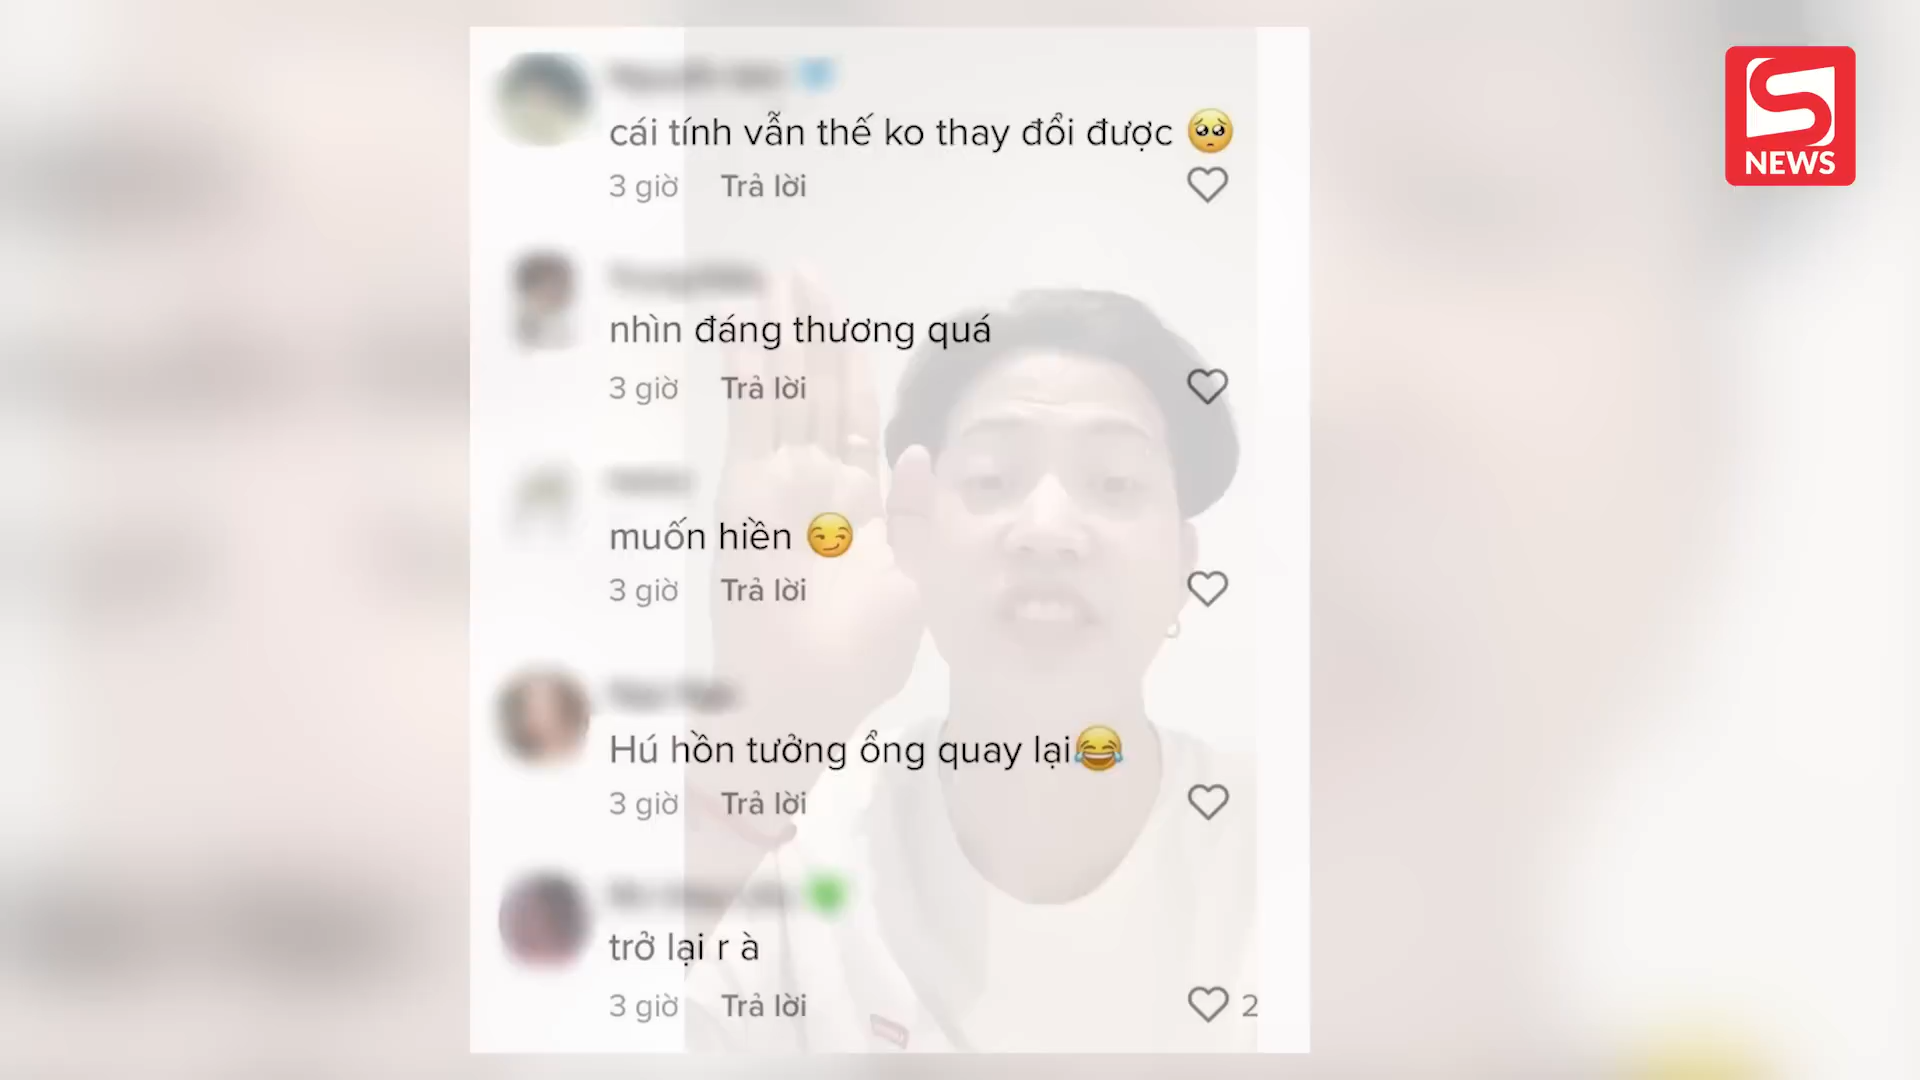 S
NEWS
cái tính vẫn thế ko thay đổi được 🥺
3 giờ Trả lời
nhìn đáng thương quá
3 giờ Trả lời
muốn hiền 😏
3 giờ Trả lời
Hú hồn tưởng ổng quay lại😂
3 giờ Trả lời
trở lại r à
3 giờ Trả lời 2